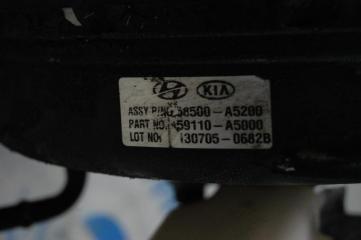 KIA
ASSY P/NO. 58500-A5200
PART NO. 59110-A5000
LOT NO. 130705-0682B